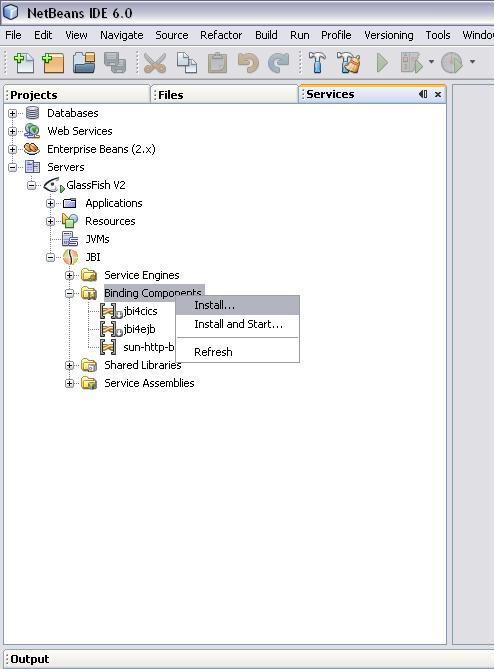 NetBeans IDE 6.0
File Edit View Navigate Source Refactor Build Run Profile Versioning Tools Windo
Projects Files Services
Databases
Web Services
Enterprise Beans (2.x)
Servers
GlassFish V2
Applications
Resources
JVMs
JBI
Service Engines
Binding Components
Install...
jbi4cics
Install and Start...
jbi4ejb
sun-http-b
Refresh
Shared Libraries
Service Assemblies
Output